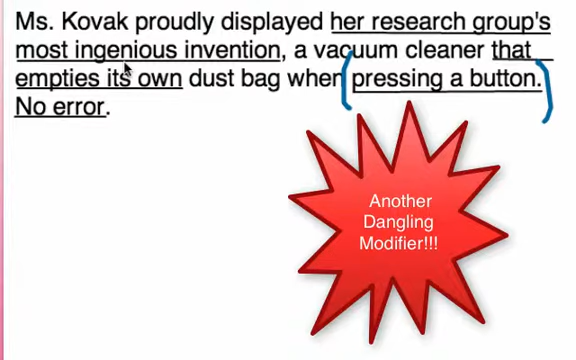 Ms. Kovak proudly displayed her research group's
most ingenious invention, a vacuum cleaner that
empties its own dust bag when pressing a button.
No error.
Another
Dangling
Modifier!!!